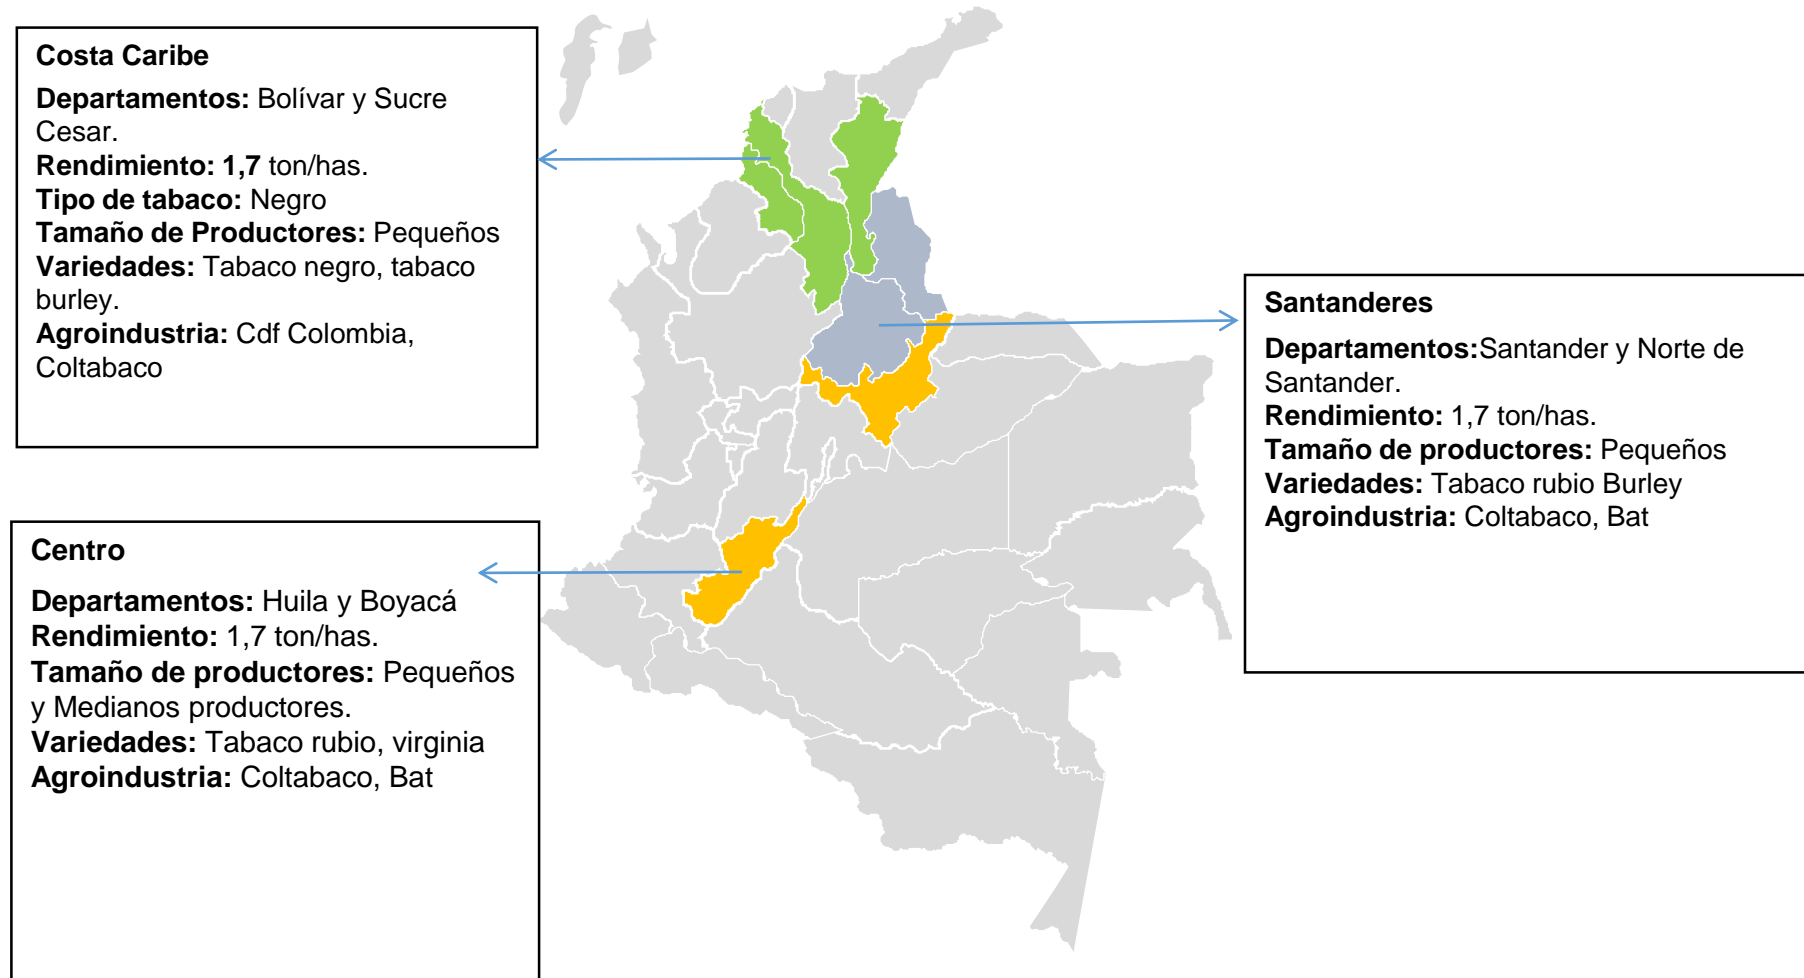 Costa Caribe
Departamentos: Bolívar y Sucre
Cesar.
Rendimiento: 1,7 ton/has.
Tipo de tabaco: Negro
Tamaño de Productores: Pequeños
Variedades: Tabaco negro, tabaco
burley.
Agroindustria: Cdf Colombia,
Coltabaco
Santanderes
Departamentos:Santander y Norte de
Santander.
Rendimiento: 1,7 ton/has.
Tamaño de productores: Pequeños
Variedades: Tabaco rubio Burley
Agroindustria: Coltabaco, Bat
Centro
Departamentos: Huila y Boyacá
Rendimiento: 1,7 ton/has.
Tamaño de productores: Pequeños
y Medianos productores.
Variedades: Tabaco rubio, virginia
Agroindustria: Coltabaco, Bat